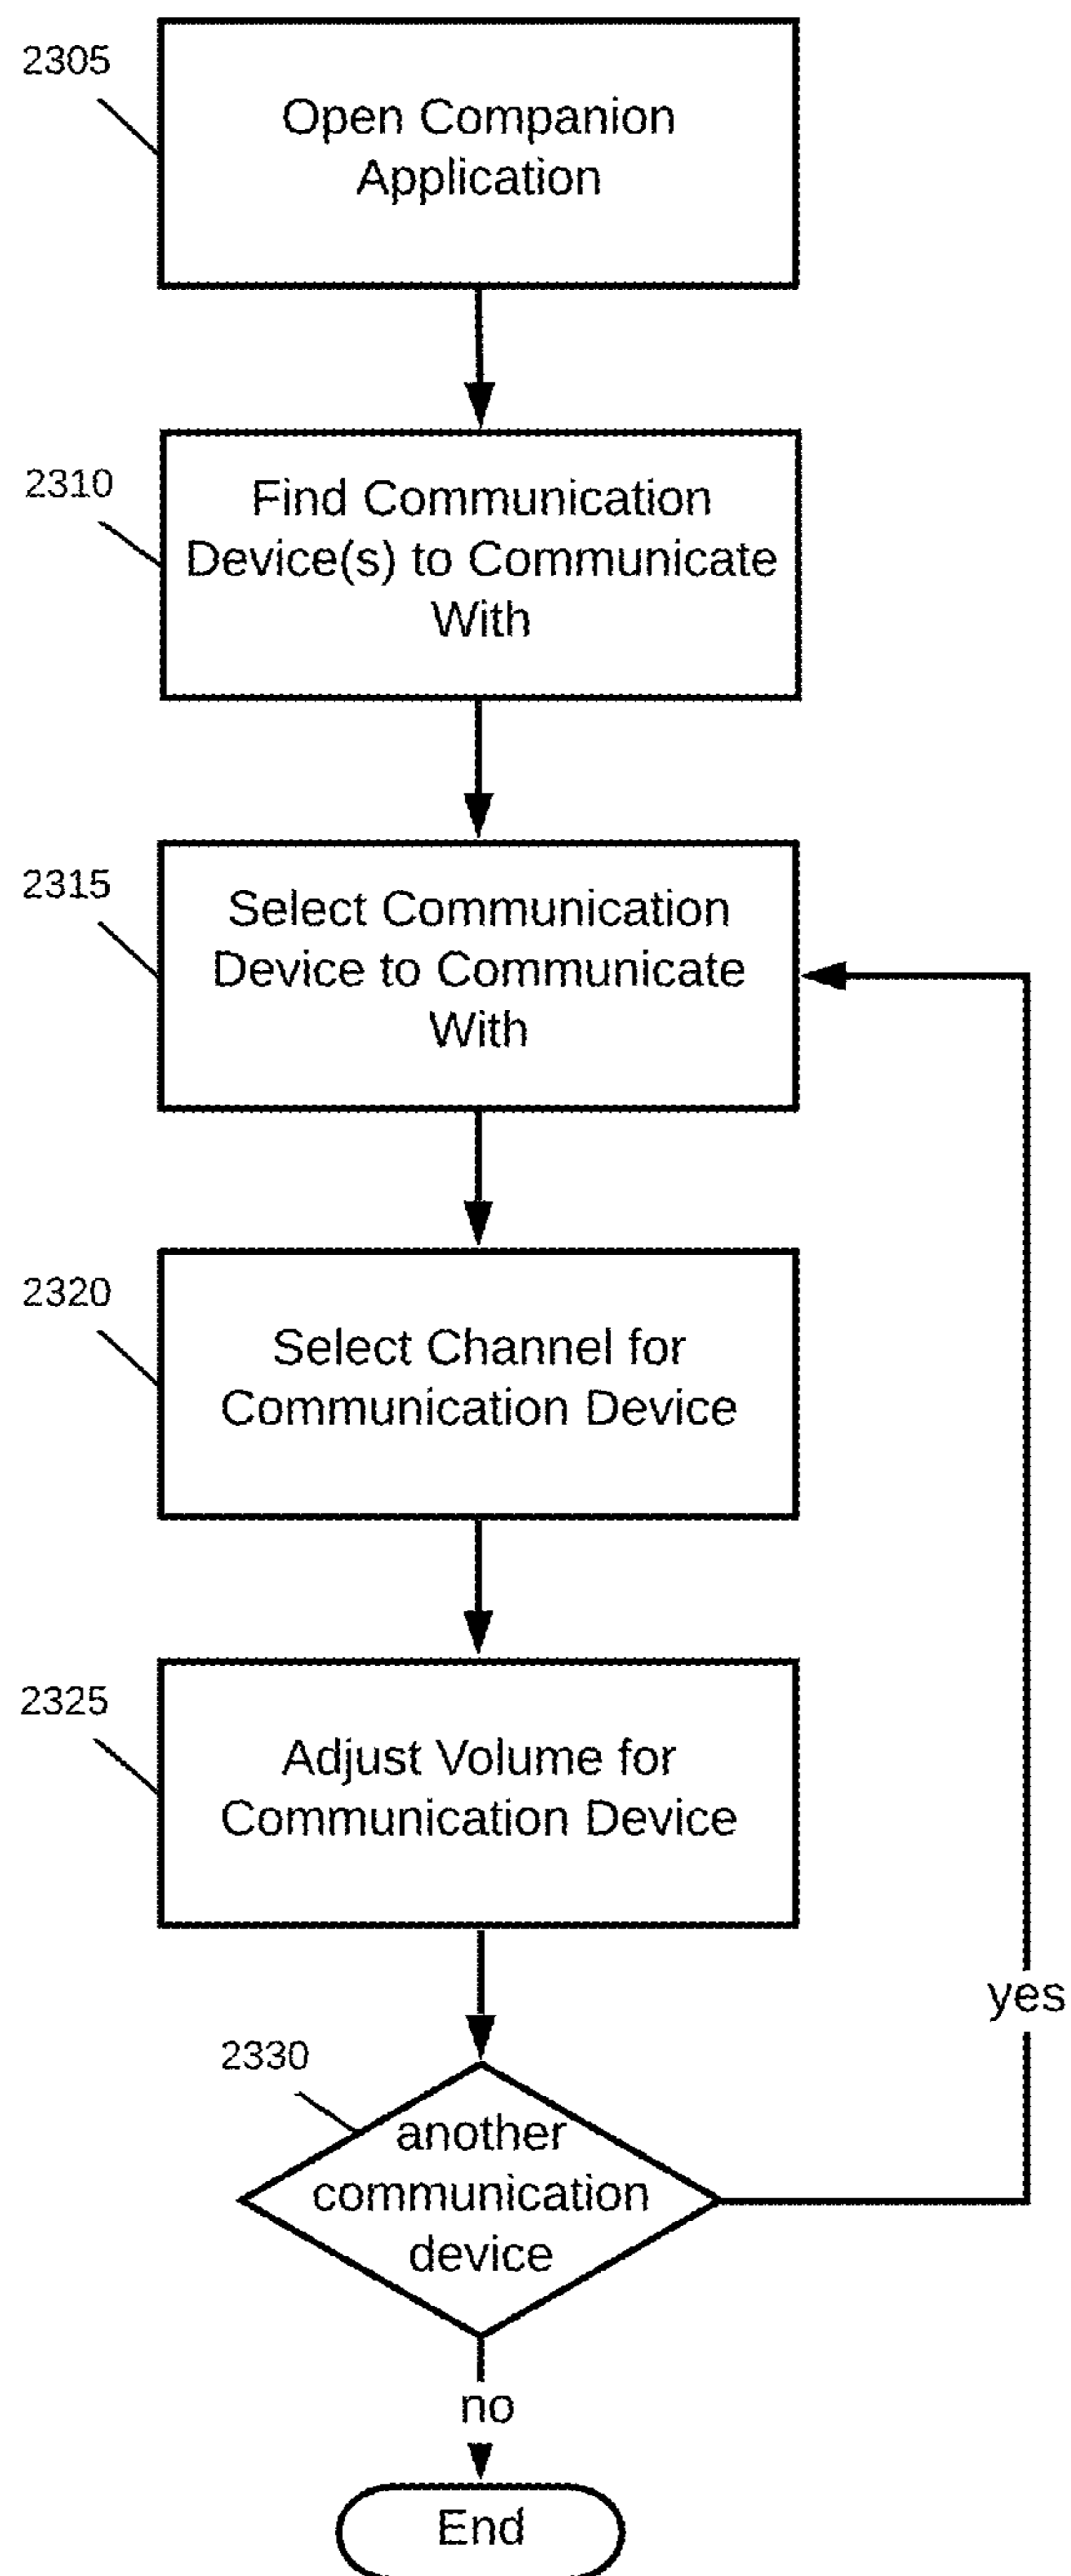 2305
Open Companion
Application
2310
Find Communication
Device(s) to Communicate
With
2315
Select Communication
Device to Communicate
With
2320
Select Channel for
Communication Device
2325
Adjust Volume for
Communication Device
yes
2330
another
communication
device
no
End